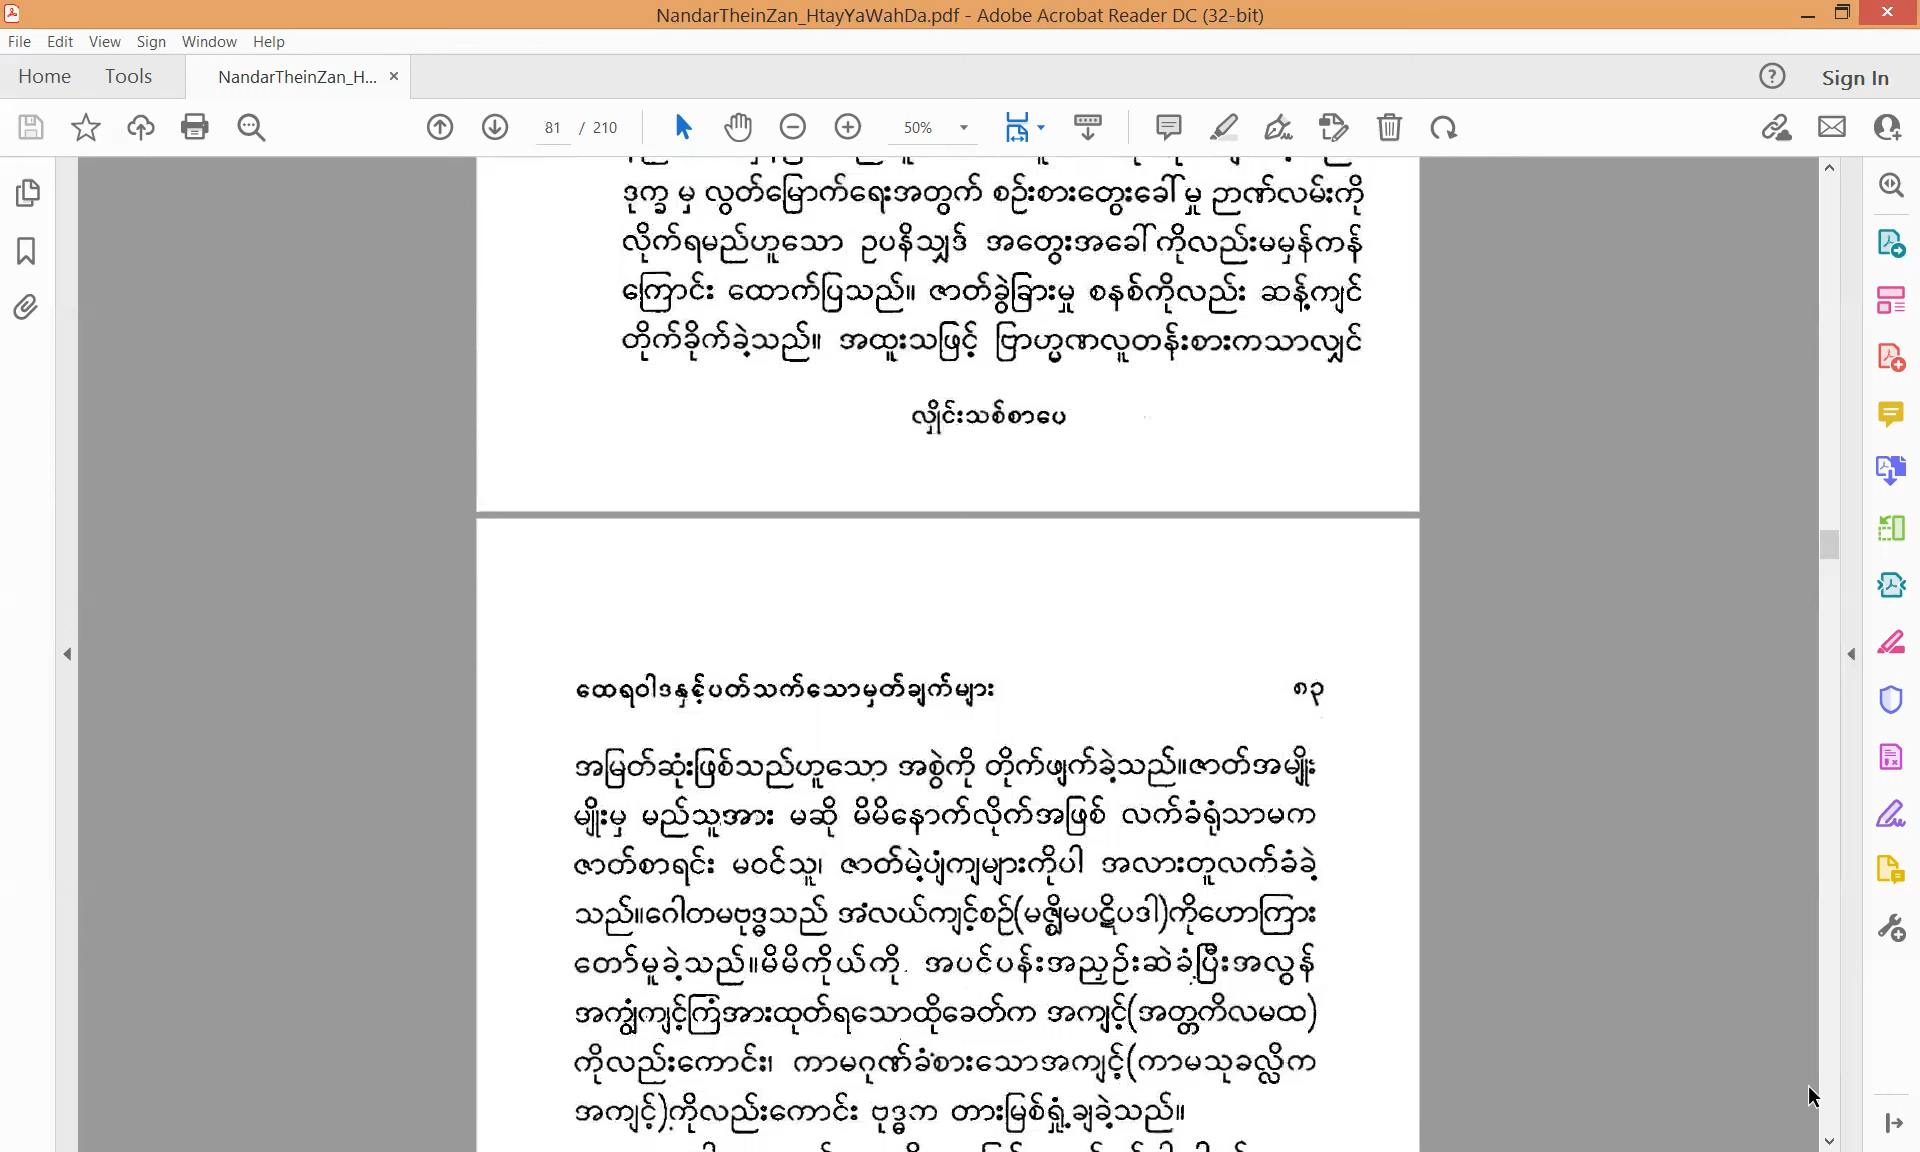 NandarTheinZan_HtayYaWahDa.pdf - Adobe Acrobat Reader DC (32-bit)
File Edit View Sign Window Help
Home Tools NandarTheinZan_H... × Sign In
81 / 210 50%
ဒုက္ခ မှ လွတ်မြောက်ရေးအတွက် စဉ်းစားတွေးခေါ်မှု ဉာဏ်လမ်းကို
လိုက်ရမည်ဟူသော ဥပနိသျှဒ် အတွေးအခေါ်ကိုလည်းမမှန်ကန်
ကြောင်း ထောက်ပြသည်။ ဇာတ်ခွဲခြားမှု စနစ်ကိုလည်း ဆန့်ကျင်
တိုက်ခိုက်ခဲ့သည်။ အထူးသဖြင့် ဗြာဟ္မဏလူတန်းစားကသာလျှင်
လှိုင်းသစ်စာပေ
ထေရဝါဒနှင့်ပတ်သက်သောမှတ်ချက်များ ၈၃
အမြတ်ဆုံးဖြစ်သည်ဟူသော အစွဲကို တိုက်ဖျက်ခဲ့သည်။ဇာတ်အမျိုး
မျိုးမှ မည်သူအား မဆို မိမိနောက်လိုက်အဖြစ် လက်ခံရုံသာမက
ဇာတ်စာရင်း မဝင်သူ၊ ဇာတ်မဲ့ပျံကျများကိုပါ အလားတူလက်ခံခဲ့
သည်။ဂေါတမဗုဒ္ဓသည် အံလယ်ကျင့်စဉ်(မဇ္ဈိမပဋိပဒါ)ကိုဟောကြား
တော်မူခဲ့သည်။မိမိကိုယ်ကို အပင်ပန်းအညှဉ်းဆဲခံပြီးအလွန်
အကျွံကျင့်ကြံအားထုတ်ရသောထိုခေတ်က အကျင့်(အတ္တကိလမထ)
ကိုလည်းကောင်း၊ ကာမဂုဏ်ခံစားသောအကျင့်(ကာမသုခလ္လိက
အကျင့်)ကိုလည်းကောင်း ဗုဒ္ဓက တားမြစ်ရှုံ့ချခဲ့သည်။